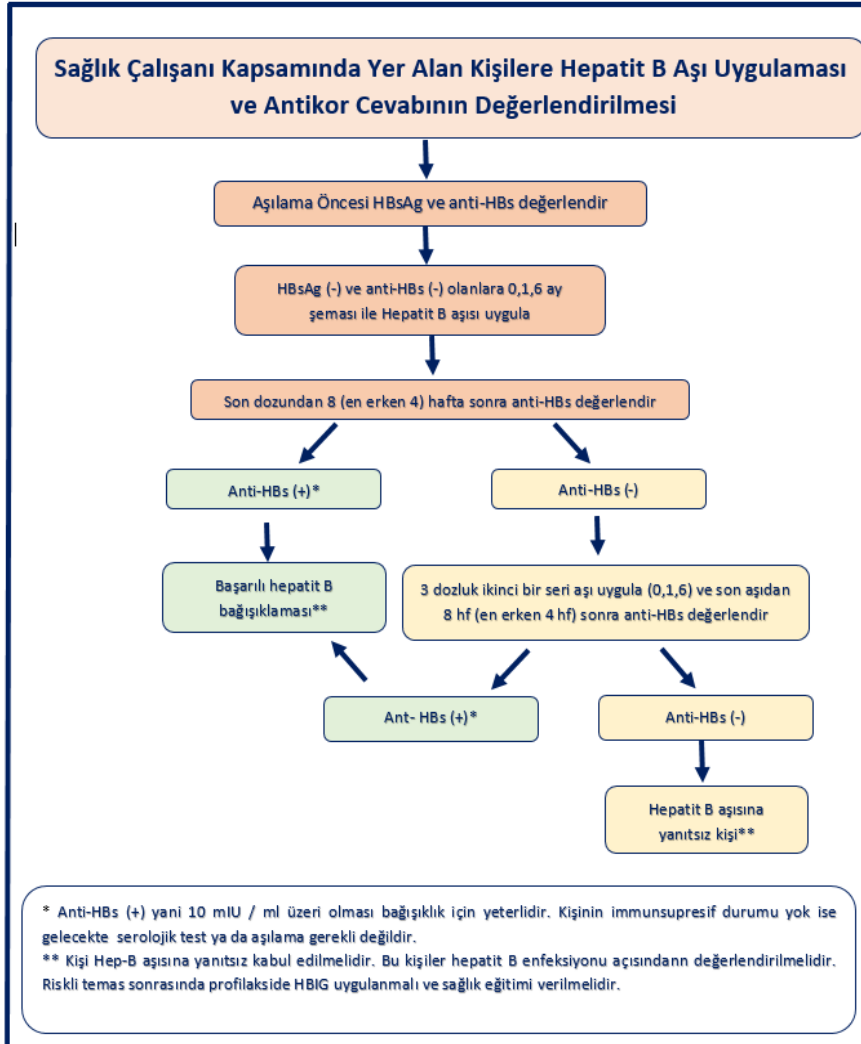 Sağlık Çalışanı Kapsamında Yer Alan Kişilere Hepatit B Aşı Uygulaması
ve Antikor Cevabının Değerlendirilmesi
Aşılama Öncesi HBsAg ve anti-HBs değerlendir
HBsAg (-) ve anti-HBs (-) olanlara 0,1,6 ay
şeması ile Hepatit B aşısı uygula
Son dozundan 8 (en erken 4) hafta sonra anti-HBs değerlendir
Anti-HBs (+)*
Anti-HBs (-)
Başarılı hepatit B
bağışıklaması**
3 dozluk ikinci bir seri aşı uygula (0,1,6) ve son aşıdan
8 hf (en erken 4 hf) sonra anti-HBs değerlendir
Ant- HBs (+)*
Anti-HBs (-)
Hepatit B aşısına
yanıtsız kişi**
* Anti-HBs (+) yani 10 mIU / ml üzeri olması bağışıklık için yeterlidir. Kişinin immunsupresif durumu yok ise
gelecekte serolojik test ya da aşılama gerekli değildir.
** Kişi Hep-B aşısına yanıtsız kabul edilmelidir. Bu kişiler hepatit B enfeksiyonu açısındann değerlendirilmelidir.
Riskli temas sonrasında profilakside HBIG uygulanmalı ve sağlık eğitimi verilmelidir.